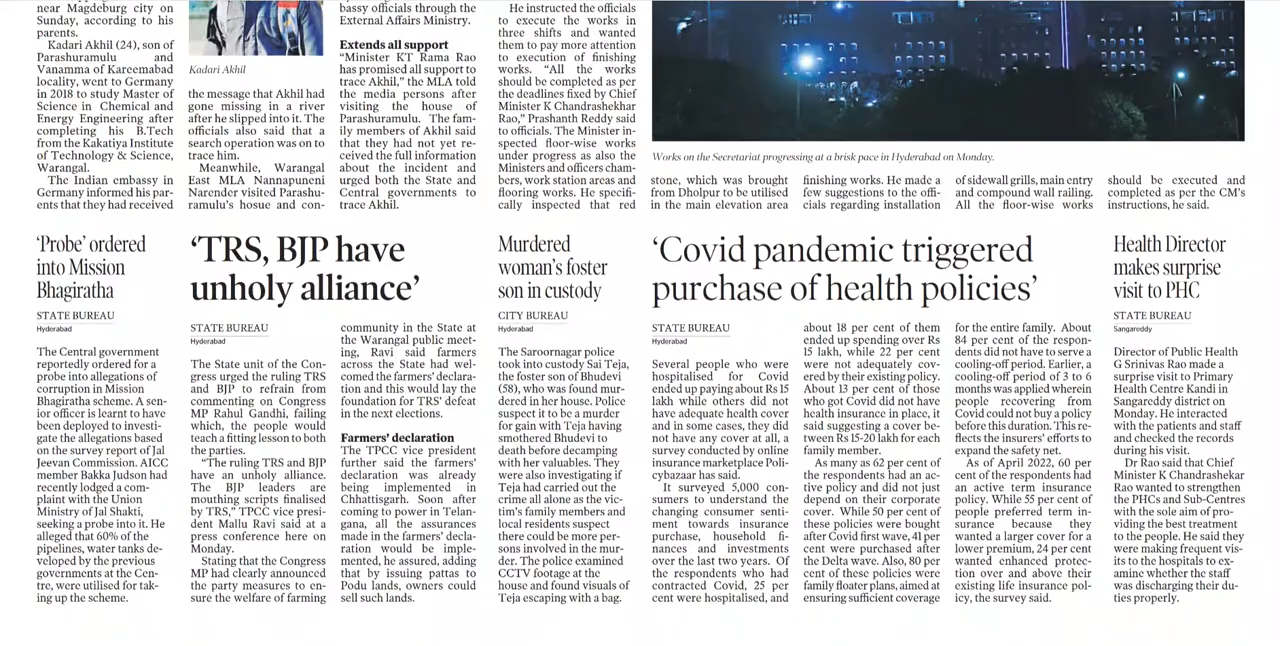 near Magdeburg city on
Sunday, according to his
parents.
Kadari Akhil (24), son of
Parashuramulu and
Vanamma of Kareemabad
locality, went to Germany
in 2018 to study Master of
Science in Chemical and
Energy Engineering after
completing his B.Tech
from the Kakatiya Institute
of Technology & Science,
Warangal.
The Indian embassy in
Germany informed his par-
ents that they had received
Kadari Akhil
the message that Akhil had
gone missing in a river
after he slipped into it. The
officials also said that a
search operation was on to
trace him.
Meanwhile, Warangal
East MLA Nannapuneni
Narender visited Parashu-
ramulu's hosue and con-
bassy officials through the
External Affairs Ministry.
Extends all support
“Minister KT Rama Rao
has promised all support to
trace Akhil,” the MLA told
the media persons after
visiting the house of
Parashuramulu. The fam-
ily members of Akhil said
that they had not yet re-
ceived the full information
about the incident and
urged both the State and
Central governments to
trace Akhil.
He instructed the officials
to execute the works in
three shifts and wanted
them to pay more attention
to execution of finishing
works. “All the works
should be completed as per
the deadlines fixed by Chief
Minister K Chandrashekhar
Rao,” Prashanth Reddy said
to officials. The Minister in-
spected floor-wise works
under progress as also the
Ministers and officers cham-
bers, work station areas and
flooring works. He specifi-
cally inspected that red
Works on the Secretariat progressing at a brisk pace in Hyderabad on Monday.
stone, which was brought
from Dholpur to be utilised
in the main elevation area
finishing works. He made a
few suggestions to the offi-
cials regarding installation
of sidewall grills, main entry
and compound wall railing.
All the floor-wise works
should be executed and
completed as per the CM's
instructions, he said.
‘Probe’ ordered
into Mission
Bhagiratha
STATE BUREAU
Hyderabad
The Central government
reportedly ordered for a
probe into allegations of
corruption in Mission
Bhagiratha scheme. A sen-
ior officer is learnt to have
been deployed to investi-
gate the allegations based
on the survey report of Jal
Jeevan Commission. AICC
member Bakka Judson had
recently lodged a com-
plaint with the Union
Ministry of Jal Shakti,
seeking a probe into it. He
alleged that 60% of the
pipelines, water tanks de-
veloped by the previous
governments at the Cen-
tre, were utilised for tak-
ing up the scheme.
‘TRS, BJP have
unholy alliance’
STATE BUREAU
Hyderabad
The State unit of the Con-
gress urged the ruling TRS
and BJP to refrain from
commenting on Congress
MP Rahul Gandhi, failing
which, the people would
teach a fitting lesson to both
the parties.
“The ruling TRS and BJP
have an unholy alliance.
The BJP leaders are
mouthing scripts finalised
by TRS,” TPCC vice presi-
dent Mallu Ravi said at a
press conference here on
Monday.
Stating that the Congress
MP had clearly announced
the party measures to en-
sure the welfare of farming
community in the State at
the Warangal public meet-
ing, Ravi said farmers
across the State had wel-
comed the farmers' declara-
tion and this would lay the
foundation for TRS' defeat
in the next elections.
Farmers' declaration
The TPCC vice president
further said the farmers'
declaration was already
being implemented in
Chhattisgarh. Soon after
coming to power in Telan-
gana, all the assurances
made in the farmers' decla-
ration would be imple-
mented, he assured, adding
that by issuing pattas to
Podu lands, owners could
sell such lands.
Murdered
woman's foster
son in custody
CITY BUREAU
Hyderabad
The Saroornagar police
took into custody Sai Teja,
the foster son of Bhudevi
(58), who was found mur-
dered in her house. Police
suspect it to be a murder
for gain with Teja having
smothered Bhudevi to
death before decamping
with her valuables. They
were also investigating if
Teja had carried out the
crime all alone as the vic-
tim's family members and
local residents suspect
there could be more per-
sons involved in the mur-
der. The police examined
CCTV footage at the
house and found visuals of
Teja escaping with a bag.
‘Covid pandemic triggered
purchase of health policies’
STATE BUREAU
Hyderabad
Several people who were
hospitalised for Covid
ended up paying about Rs 15
lakh while others did not
have adequate health cover
and in some cases, they did
not have any cover at all, a
survey conducted by online
insurance marketplace Poli-
cybazaar has said.
It surveyed 5,000 con-
sumers to understand the
changing consumer senti-
ment towards insurance
purchase, household fi-
nances and investments
over the last two years. Of
the respondents who had
contracted Covid, 25 per
cent were hospitalised, and
about 18 per cent of them
ended up spending over Rs
15 lakh, while 22 per cent
were not adequately cov-
ered by their existing policy.
About 13 per cent of those
who got Covid did not have
health insurance in place, it
said suggesting a cover be-
tween Rs 15-20 lakh for each
family member.
As many as 62 per cent of
the respondents had an ac-
tive policy and did not just
depend on their corporate
cover. While 50 per cent of
these policies were bought
after Covid first wave, 41 per
cent were purchased after
the Delta wave. Also, 80 per
cent of these policies were
family floater plans, aimed at
ensuring sufficient coverage
for the entire family. About
84 per cent of the respon-
dents did not have to serve a
cooling-off period. Earlier, a
cooling-off period of 3 to 6
months was applied wherein
people recovering from
Covid could not buy a policy
before this duration. This re-
flects the insurers' efforts to
expand the safety net.
As of April 2022, 60 per
cent of the respondents had
an active term insurance
policy. While 55 per cent of
people preferred term in-
surance because they
wanted a larger cover for a
lower premium, 24 per cent
wanted enhanced protec-
tion over and above their
existing life insurance pol-
icy, the survey said.
Health Director
makes surprise
visit to PHC
STATE BUREAU
Sangareddy
Director of Public Health
G Srinivas Rao made a
surprise visit to Primary
Health Centre Kandi in
Sangareddy district on
Monday. He interacted
with the patients and staff
and checked the records
during his visit.
Dr Rao said that Chief
Minister K Chandrashekar
Rao wanted to strengthen
the PHCs and Sub-Centres
with the sole aim of pro-
viding the best treatment
to the people. He said they
were making frequent vis-
its to the hospitals to ex-
amine whether the staff
was discharging their du-
ties properly.